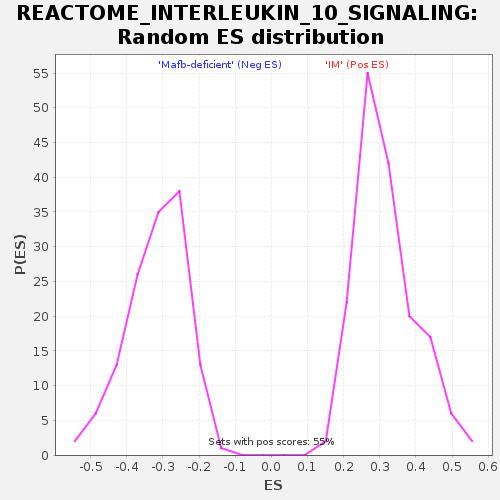 REACTOME_INTERLEUKIN_10_SIGNALING:
Random ES distribution
'Mafb-deficient' (Neg ES) 'IM' (Pos ES)
P(ES)
55
50
45
40
35
30
25
20
15
10
5
0
Sets with pos scores: 55%
-0.5 -0.4 -0.3 -0.2 -0.1 0.0 0.1 0.2 0.3 0.4 0.5 0.6
ES